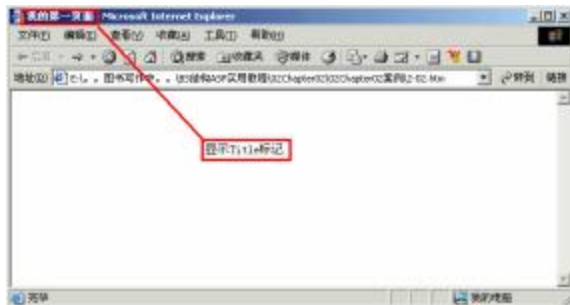 我的第一页面 - Microsoft Internet Explorer
文件(F) 编辑(E) 查看(V) 收藏(A) 工具(T) 帮助(H)
搜索 收藏夹 媒体
地址(D) 转到 链接
显示Title标记
完毕 我的电脑